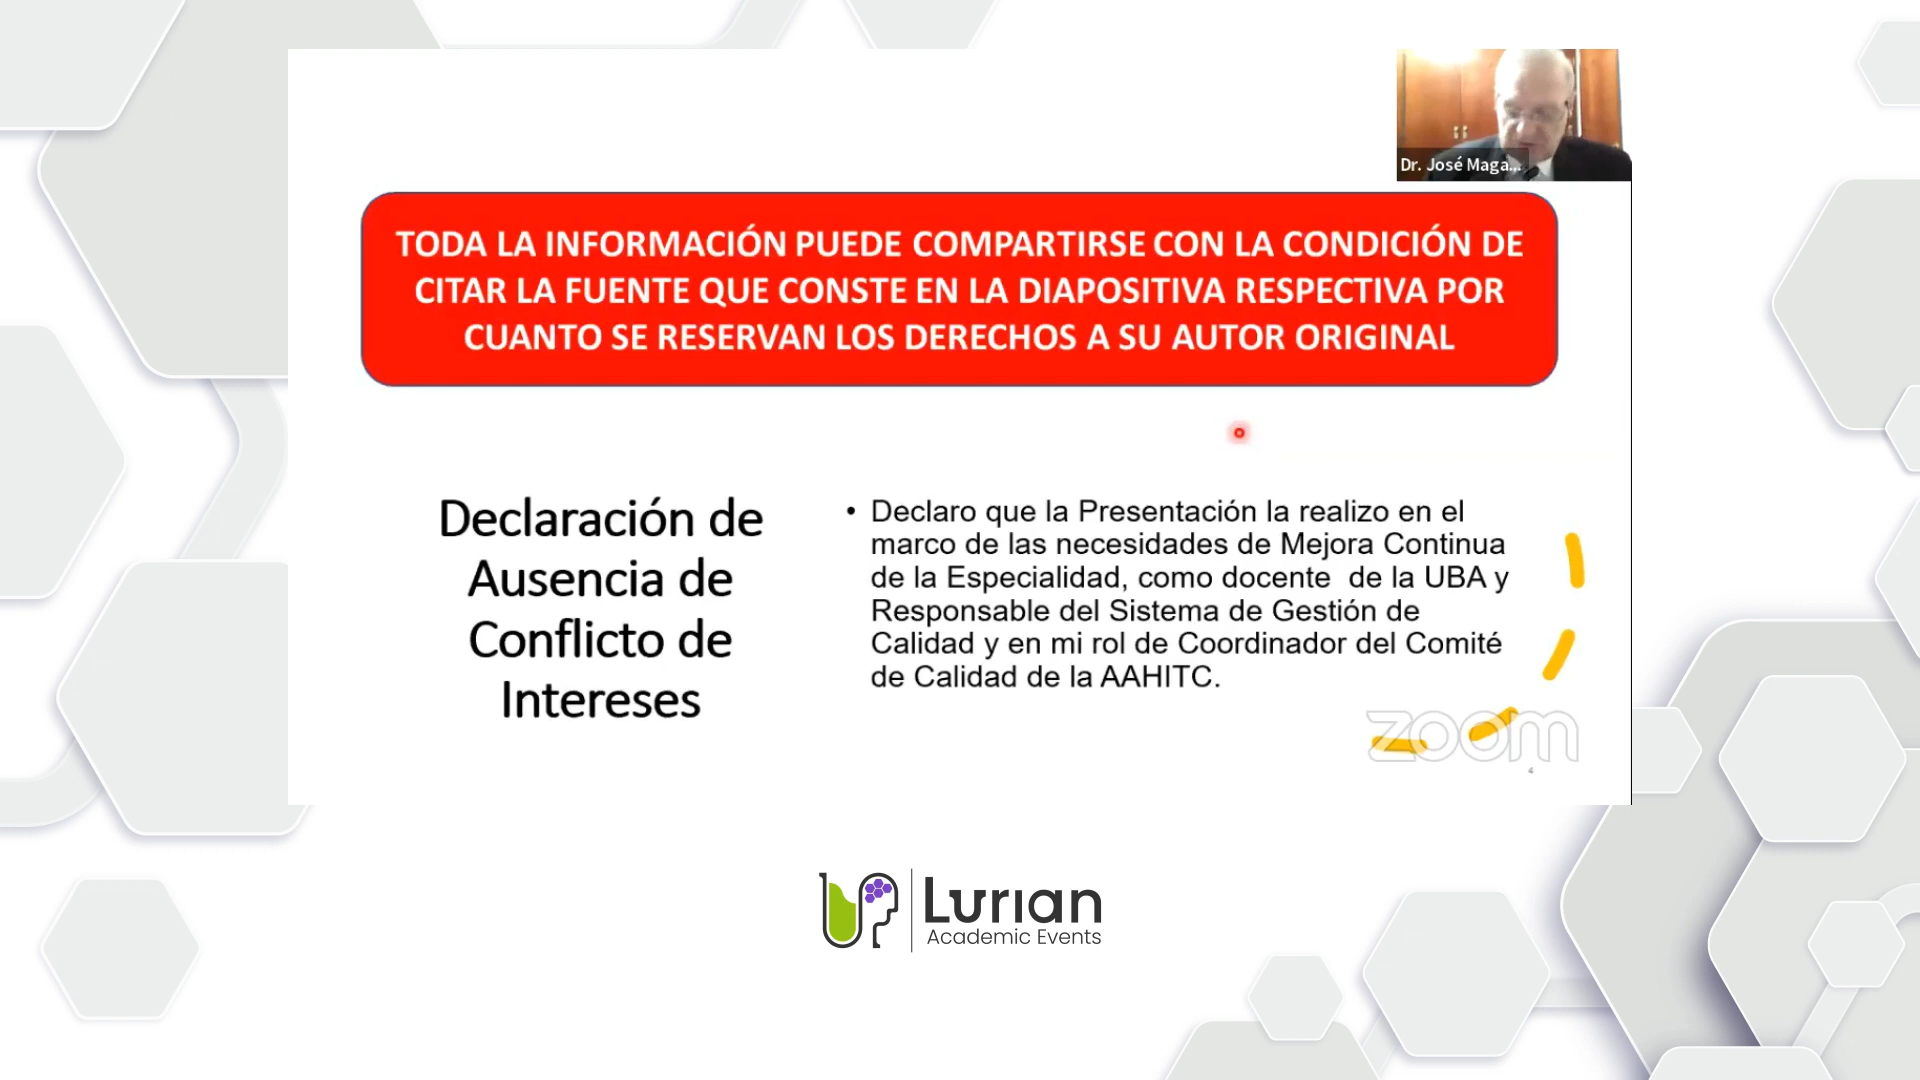 Dr. José Maga...
TODA LA INFORMACIÓN PUEDE COMPARTIRSE CON LA CONDICIÓN DE
CITAR LA FUENTE QUE CONSTE EN LA DIAPOSITIVA RESPECTIVA POR
CUANTO SE RESERVAN LOS DERECHOS A SU AUTOR ORIGINAL
Declaración de
Ausencia de
Conflicto de
Intereses
• Declaro que la Presentación la realizo en el
marco de las necesidades de Mejora Continua
de la Especialidad, como docente  de la UBA y
Responsable del Sistema de Gestión de
Calidad y en mi rol de Coordinador del Comité
de Calidad de la AAHITC.
zoom
4
Lurian
Academic Events